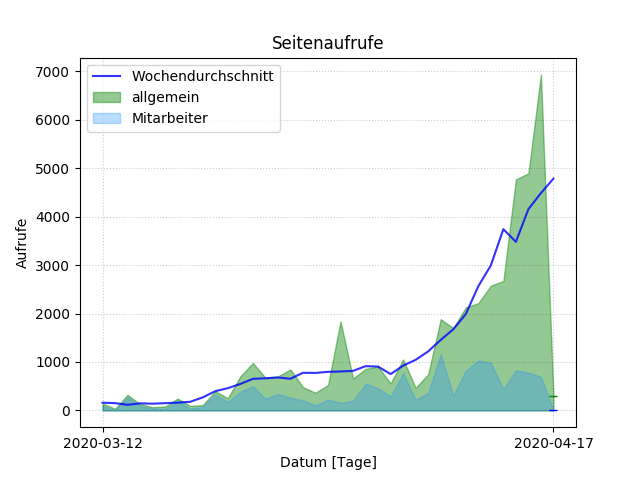 Seitenaufrufe
Wochendurchschnitt
allgemein
Mitarbeiter
Aufrufe
7000
6000
5000
4000
3000
2000
1000
0
2020-03-12
2020-04-17
Datum [Tage]